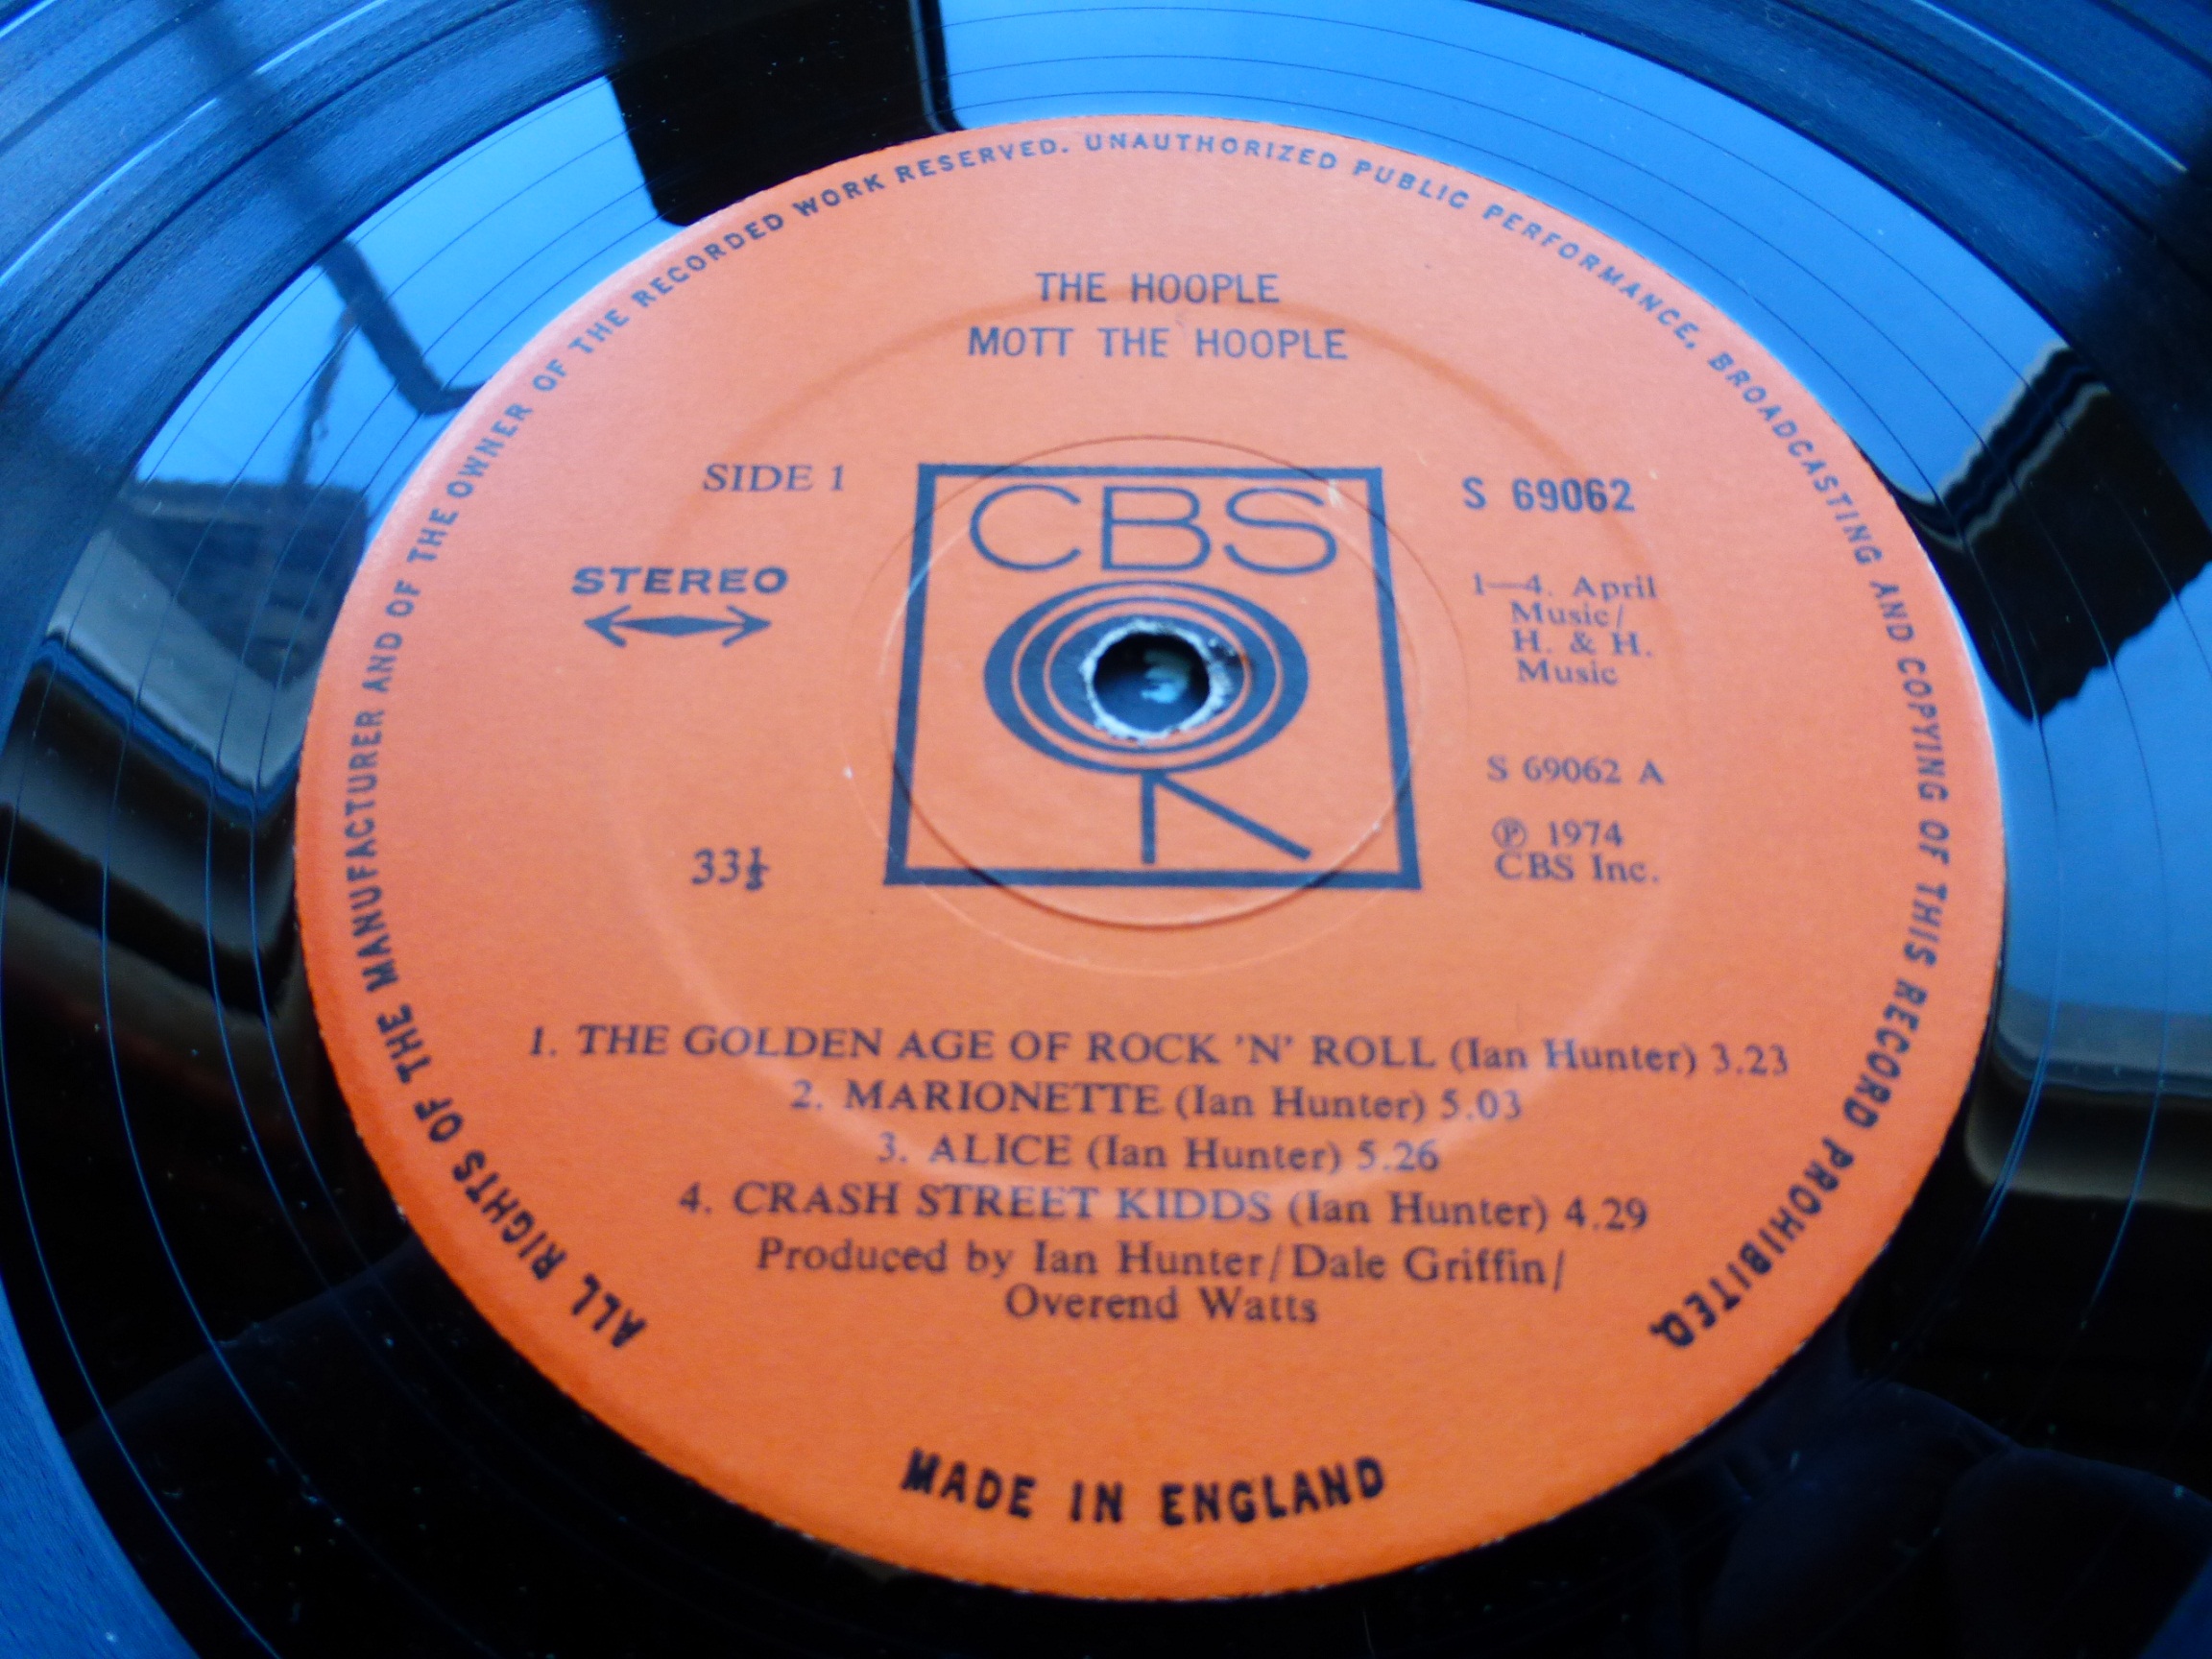 ALL RIGHTS OF THE MANUFACTURER AND OF THE OWNER OF THE RECORDED WORK RESERVED. UNAUTHORIZED PUBLIC PERFORMANCE, BROADCASTING AND COPYING OF THIS RECORD PROHIBITED.
THE HOOPLE
MOTT THE HOOPLE
SIDE 1
STEREO
33⅓
CBS
S 69062
1—4. April
Music/
H. & H.
Music
S 69062 A
℗ 1974
CBS Inc.
1. THE GOLDEN AGE OF ROCK 'N' ROLL (Ian Hunter) 3.23
2. MARIONETTE (Ian Hunter) 5.03
3. ALICE (Ian Hunter) 5.26
4. CRASH STREET KIDDS (Ian Hunter) 4.29
Produced by Ian Hunter/Dale Griffin/
Overend Watts
MADE IN ENGLAND